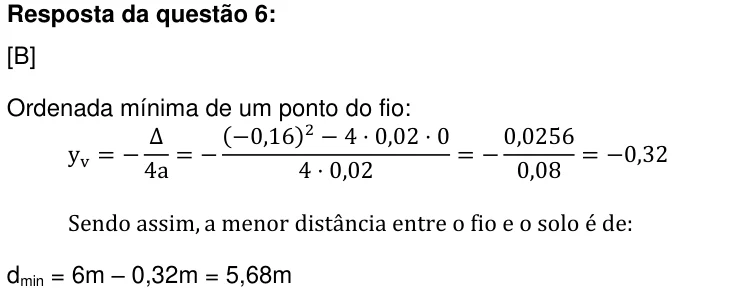 Resposta da questão 6:
[B]
Ordenada mínima de um ponto do fio:
yᵥ = −Δ/4a = −((−0,16)² − 4 · 0,02 · 0)/(4 · 0,02) = −0,0256/0,08 = −0,32
Sendo assim, a menor distância entre o fio e o solo é de:
dmin = 6m – 0,32m = 5,68m